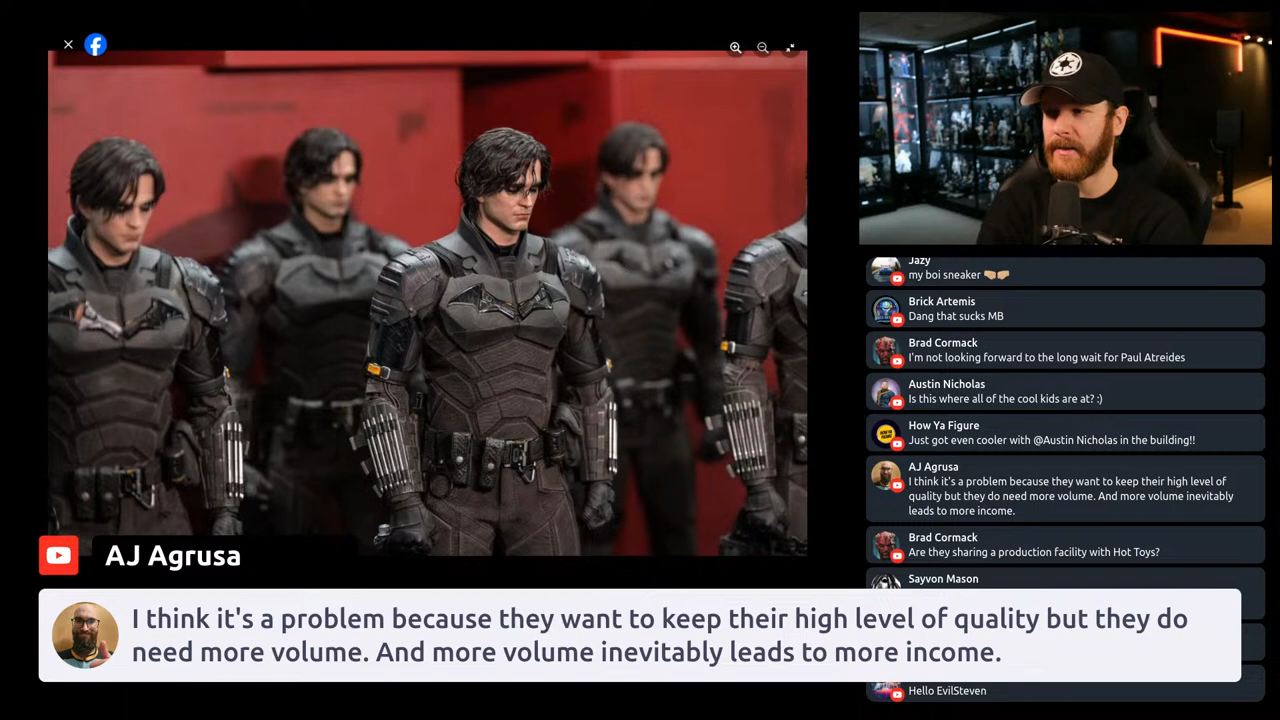 Jazy
my boi sneaker
Brick Artemis
Dang that sucks MB
Brad Cormack
I'm not looking forward to the long wait for Paul Atreides
Austin Nicholas
Is this where all of the cool kids are at? :)
How Ya Figure
Just got even cooler with @Austin Nicholas in the building!!
AJ Agrusa
I think it's a problem because they want to keep their high level of
quality but they do need more volume. And more volume inevitably
leads to more income.
Brad Cormack
Are they sharing a production facility with Hot Toys?
Sayvon Mason
Hello EvilSteven
AJ Agrusa
I think it's a problem because they want to keep their high level of quality but they do
need more volume. And more volume inevitably leads to more income.